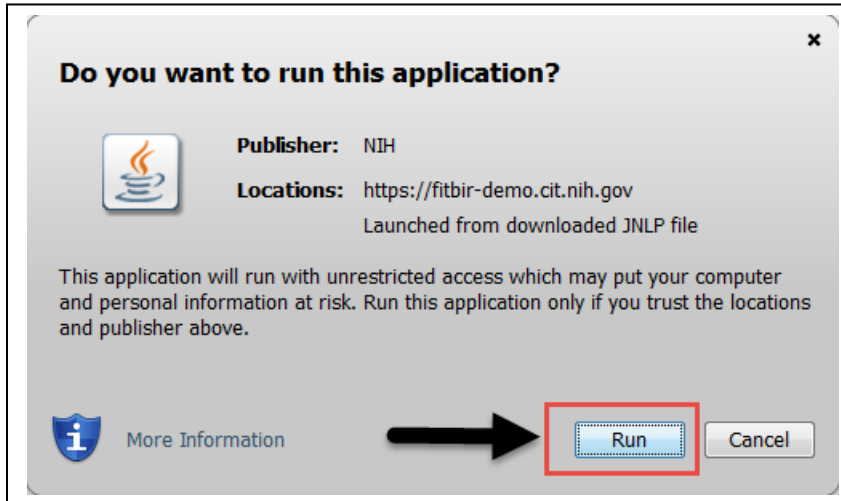 Do you want to run this application?
Publisher: NIH
Locations: https://fitbir-demo.cit.nih.gov
Launched from downloaded JNLP file
This application will run with unrestricted access which may put your computer
and personal information at risk. Run this application only if you trust the locations
and publisher above.
More Information
Run
Cancel